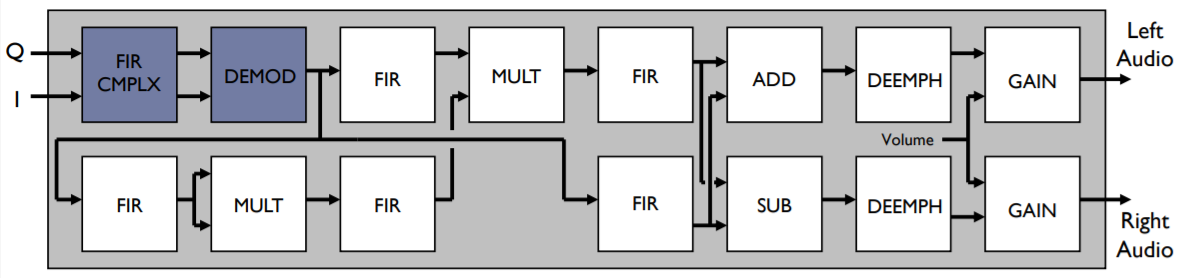 Q
I
FIR
CMPLX
DEMOD
FIR
MULT
FIR
ADD
DEEMPH
GAIN
Left
Audio
Volume
FIR
MULT
FIR
FIR
SUB
DEEMPH
GAIN
Right
Audio